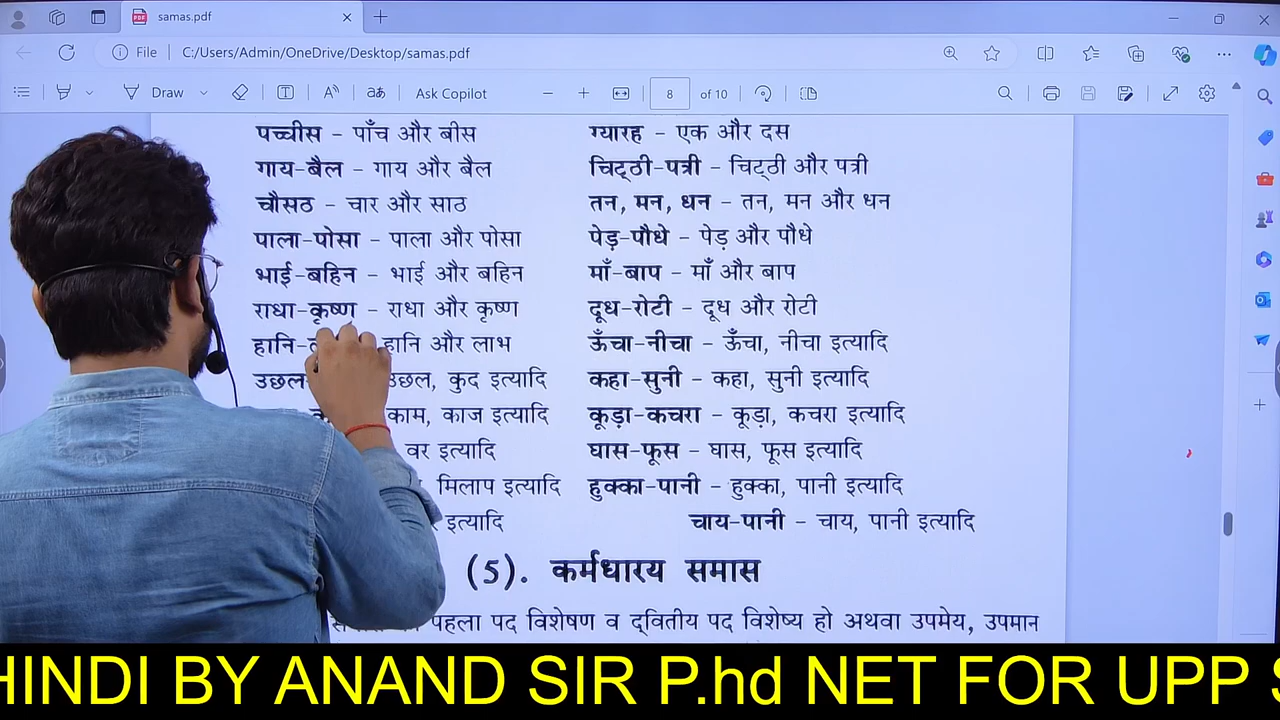 samas.pdf
File C:/Users/Admin/OneDrive/Desktop/samas.pdf
Draw aあ Ask Copilot 8 of 10
पच्चीस – पाँच और बीस ग्यारह – एक और दस
गाय-बैल – गाय और बैल चिट्ठी-पत्री – चिट्ठी और पत्री
चौसठ – चार और साठ तन, मन, धन – तन, मन और धन
पाला-पोसा – पाला और पोसा पेड़-पौधे – पेड़ और पौधे
भाई-बहिन – भाई और बहिन माँ-बाप – माँ और बाप
राधा-कृष्ण – राधा और कृष्ण दूध-रोटी – दूध और रोटी
हानि- हानि और लाभ ऊँचा-नीचा – ऊँचा, नीचा इत्यादि
उछल- उछल, कुद इत्यादि कहा-सुनी – कहा, सुनी इत्यादि
काम, काज इत्यादि कूड़ा-कचरा – कूड़ा, कचरा इत्यादि
वर इत्यादि घास-फूस – घास, फूस इत्यादि
मिलाप इत्यादि हुक्का-पानी – हुक्का, पानी इत्यादि
इत्यादि चाय-पानी – चाय, पानी इत्यादि
(5). कर्मधारय समास
पहला पद विशेषण व द्वितीय पद विशेष्य हो अथवा उपमेय, उपमान
HINDI BY ANAND SIR P.hd NET FOR UPP